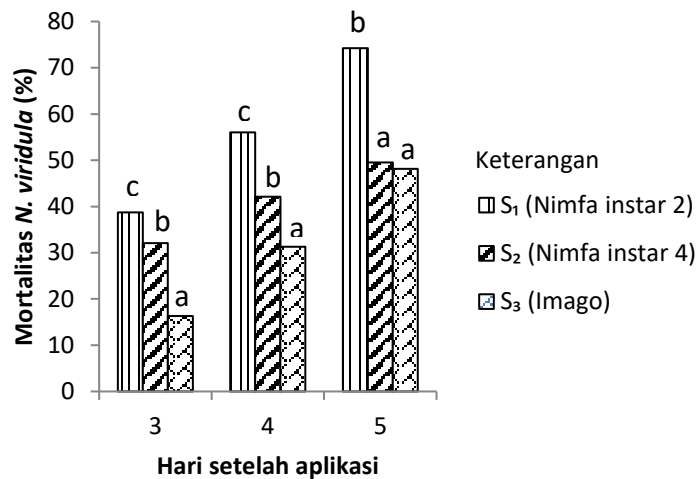 Mortalitas N. viridula (%)
80
70
60
50
40
30
20
10
0
c
b
a
c
b
a
b
a
a
3
4
5
Hari setelah aplikasi
Keterangan
S₁ (Nimfa instar 2)
S₂ (Nimfa instar 4)
S₃ (Imago)